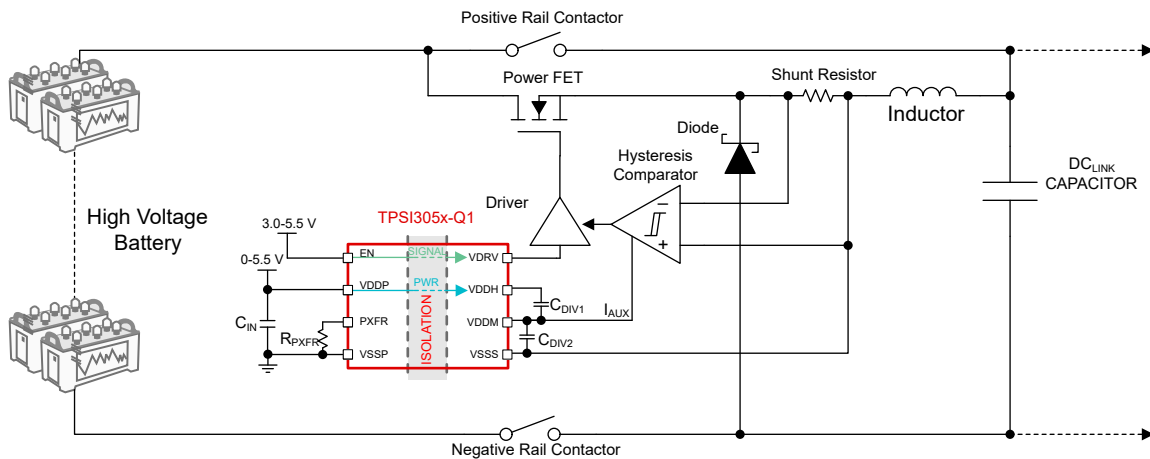 Positive Rail Contactor
Power FET
Shunt Resistor
Inductor
Diode
Hysteresis
Comparator
DCLINK
CAPACITOR
High Voltage
Battery
Driver
TPSI305x-Q1
3.0-5.5 V
0-5.5 V
EN
SIGNAL
VDRV
VDDP
PWR
VDDH
CIN
RPXFR
PXFR
ISOLATION
VDDM
CDIV1
IAUX
CDIV2
VSSP
VSSS
−
+
Negative Rail Contactor